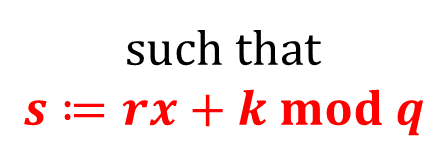 such that
s ≔ rx + k mod q